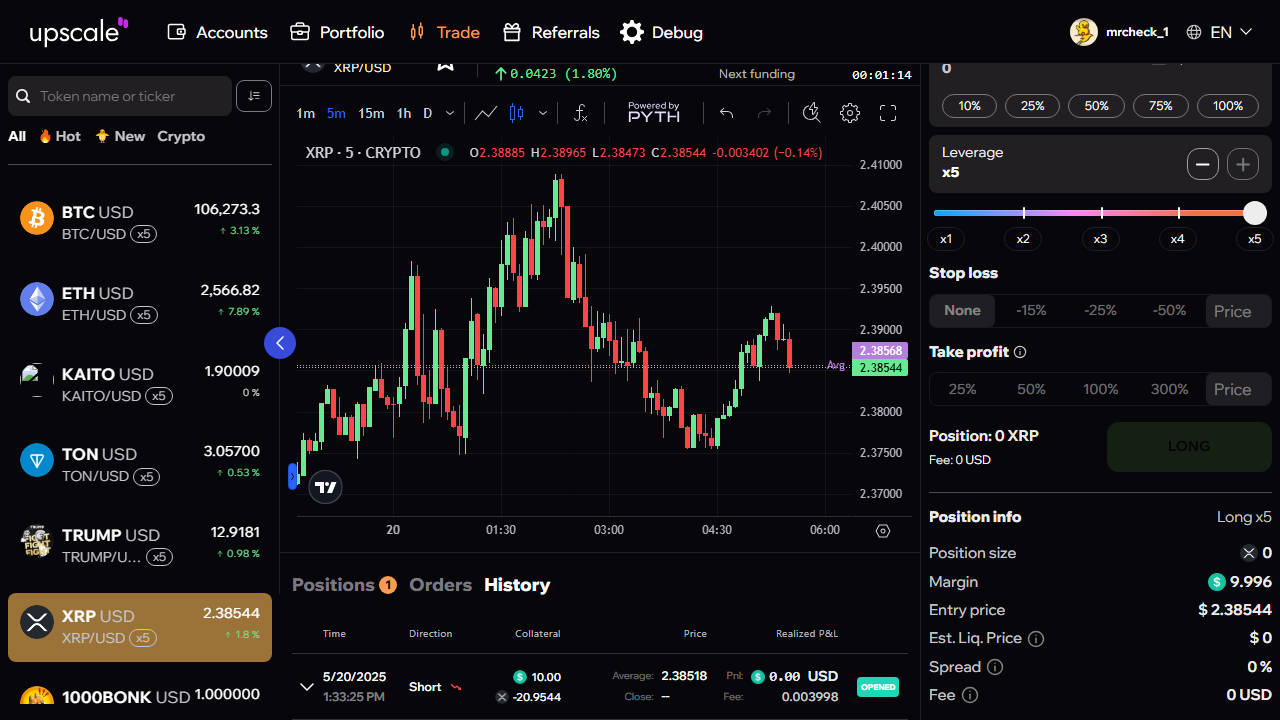 upscale
Accounts
Portfolio
Trade
Referrals
Debug
mrcheck_1
EN
Token name or ticker
All
Hot
New
Crypto
BTC USD 106,273.3
BTC/USD x5 ↑ 3.13 %
ETH USD 2,566.82
ETH/USD x5 ↑ 7.89 %
KAITO USD 1.90009
KAITO/USD x5 0 %
TON USD 3.05700
TON/USD x5 ↑ 0.53 %
TRUMP USD 12.9181
TRUMP/U... x5 ↑ 0.98 %
XRP USD 2.38544
XRP/USD x5 ↑ 1.8 %
1000BONK USD 1.000000
XRP/USD
↑ 0.0423 (1.80%)
Next funding
00:01:14
1m 5m 15m 1h D
Powered by
PYTH
XRP · 5 · CRYPTO
O2.38885 H2.38965 L2.38473 C2.38544 -0.003402 (−0.14%)
2.41000
2.40500
2.40000
2.39500
2.39000
2.38568
Avg.
2.38544
2.38000
2.37500
2.37000
20 01:30 03:00 04:30 06:00
Positions 1 Orders History
Time Direction Collateral Price Realized P&L
5/20/2025
1:33:25 PM
Short
$ 10.00
-20.9544
Average: 2.38518
Close: --
Pnl: $ 0.00 USD
Fee: 0.003998
OPENED
0
10% 25% 50% 75% 100%
Leverage
x5
x1 x2 x3 x4 x5
Stop loss
None -15% -25% -50% Price
Take profit
25% 50% 100% 300% Price
Position: 0 XRP
Fee: 0 USD
LONG
Position info Long x5
Position size 0
Margin $ 9.996
Entry price $ 2.38544
Est. Liq. Price $ 0
Spread 0 %
Fee 0 USD